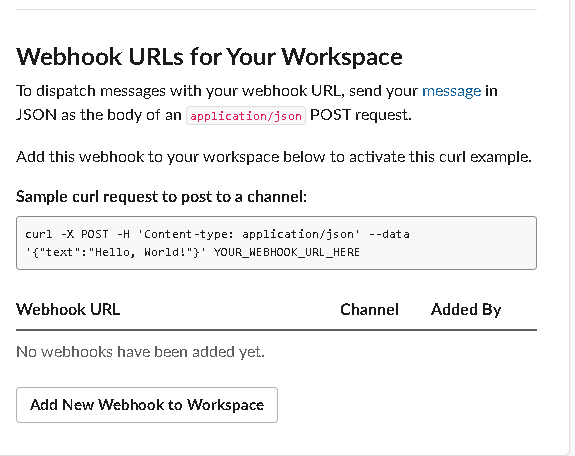 Webhook URLs for Your Workspace
To dispatch messages with your webhook URL, send your message in
JSON as the body of an application/json POST request.
Add this webhook to your workspace below to activate this curl example.
Sample curl request to post to a channel:
curl -X POST -H 'Content-type: application/json' --data
'{"text":"Hello, World!"}' YOUR_WEBHOOK_URL_HERE
Webhook URL Channel Added By
No webhooks have been added yet.
Add New Webhook to Workspace